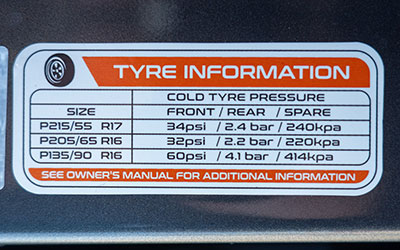 TYRE INFORMATION
COLD TYRE PRESSURE
SIZE FRONT / REAR / SPARE
P215/55 R17 34psi / 2.4 bar / 240kpa
P205/65 R16 32psi / 2.2 bar / 220kpa
P135/90 R16 60psi / 4.1 bar / 414kpa
SEE OWNER'S MANUAL FOR ADDITIONAL INFORMATION